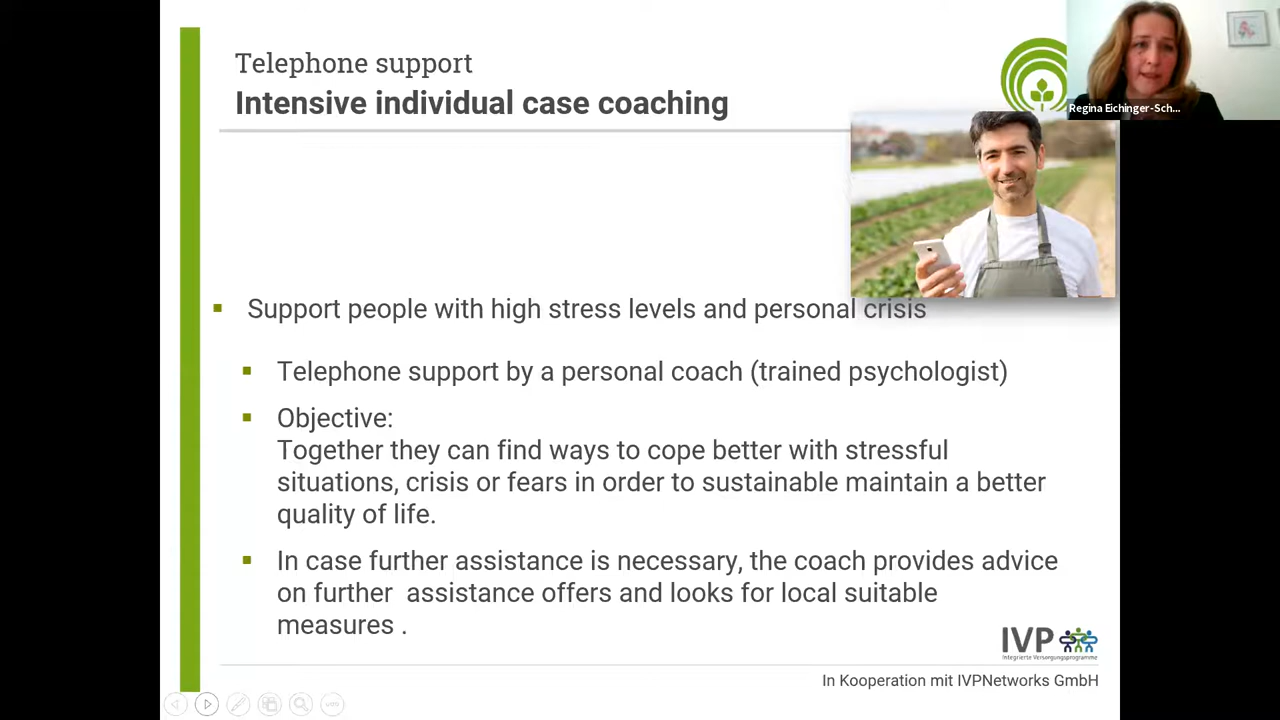 Telephone support
Intensive individual case coaching
Regina Eichinger-Sch...
Support people with high stress levels and personal crisis
Telephone support by a personal coach (trained psychologist)
Objective:
Together they can find ways to cope better with stressful
situations, crisis or fears in order to sustainable maintain a better
quality of life.
In case further assistance is necessary, the coach provides advice
on further  assistance offers and looks for local suitable
measures .
IVP
Integrierte Versorgungsprogramme
In Kooperation mit IVPNetworks GmbH